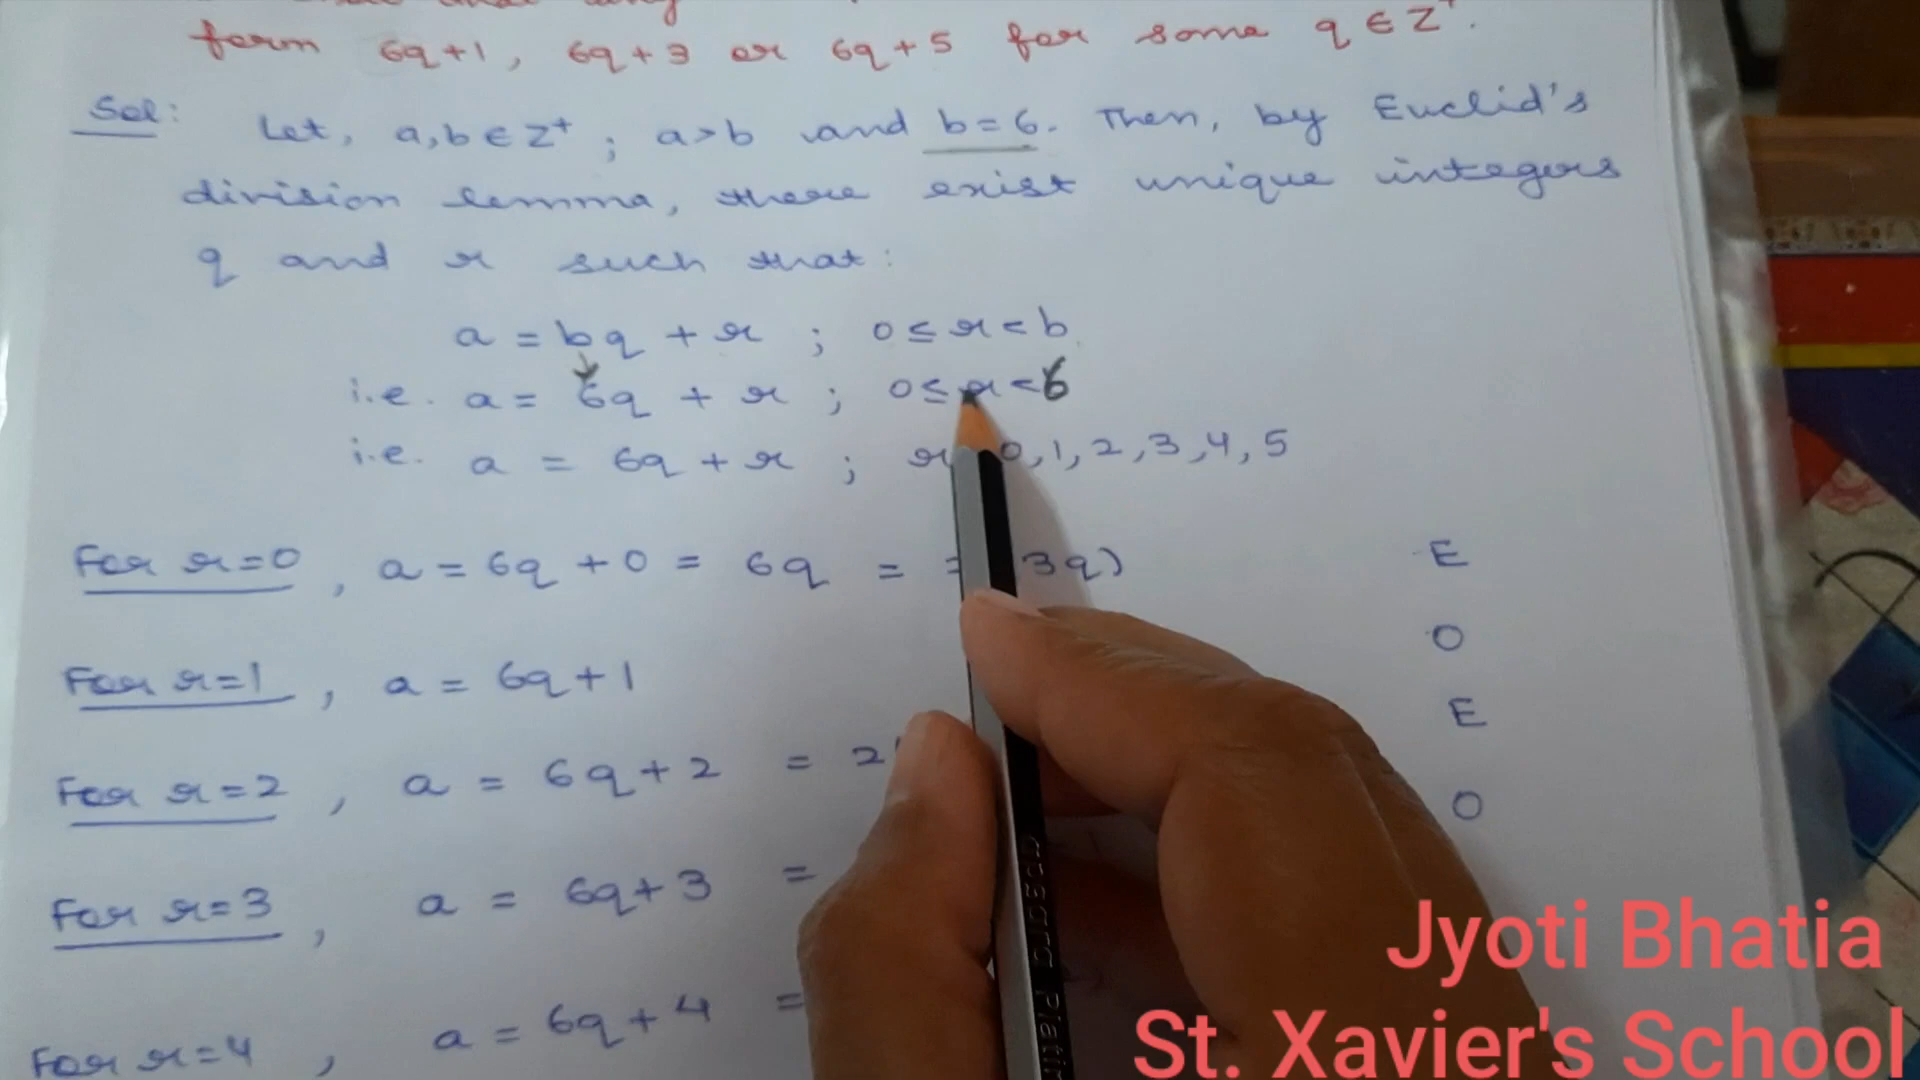 form 6q+1, 6q+3 or 6q+5 for some q ∈ Z⁺.
Sol: Let, a,b ∈ Z⁺ ; a>b and b=6. Then, by Euclid's
division lemma, there exist unique integers
q and r such that:
a = bq + r ; 0≤r<b
i.e. a = 6q + r ; 0≤r<6
i.e. a = 6q + r ; r 0,1,2,3,4,5
For r=0 , a = 6q + 0 = 6q = 3q) E
For r=1 , a = 6q+1 O
For r=2 , a = 6q+2 = 2 E
For r=3 , a = 6q+3 = O
For r=4 , a = 6q+4 =
Jyoti Bhatia
St. Xavier's School